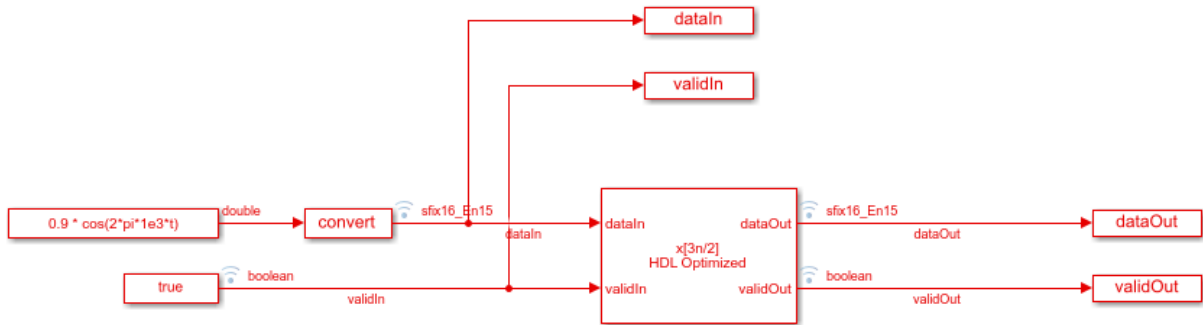 dataIn
validIn
0.9 * cos(2*pi*1e3*t)
double
convert
sfix16_En15
dataIn
true
boolean
validIn
dataIn
validIn
x[3n/2]
HDL Optimized
dataOut
validOut
sfix16_En15
dataOut
boolean
validOut
dataOut
validOut